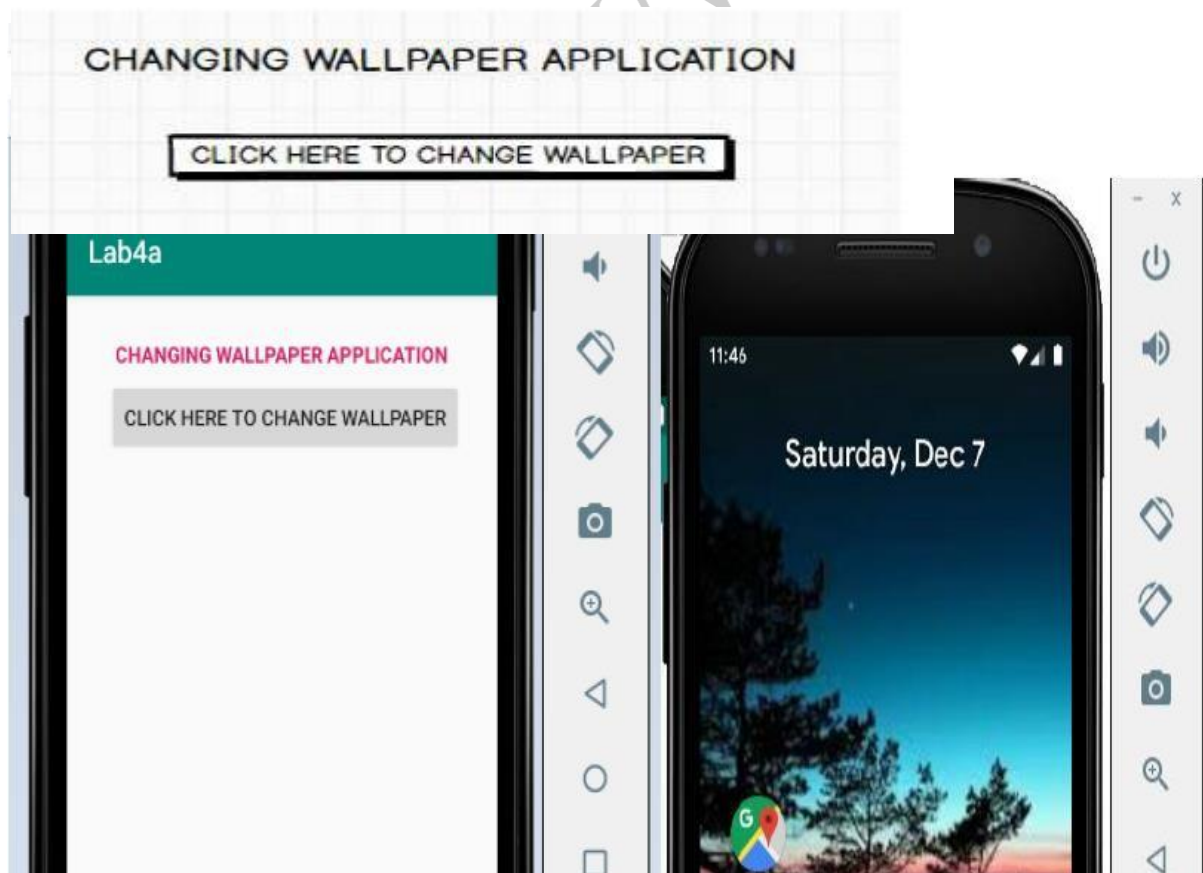 CHANGING WALLPAPER APPLICATION
CLICK HERE TO CHANGE WALLPAPER
Lab4a
CHANGING WALLPAPER APPLICATION
CLICK HERE TO CHANGE WALLPAPER
11:46
Saturday, Dec 7
G